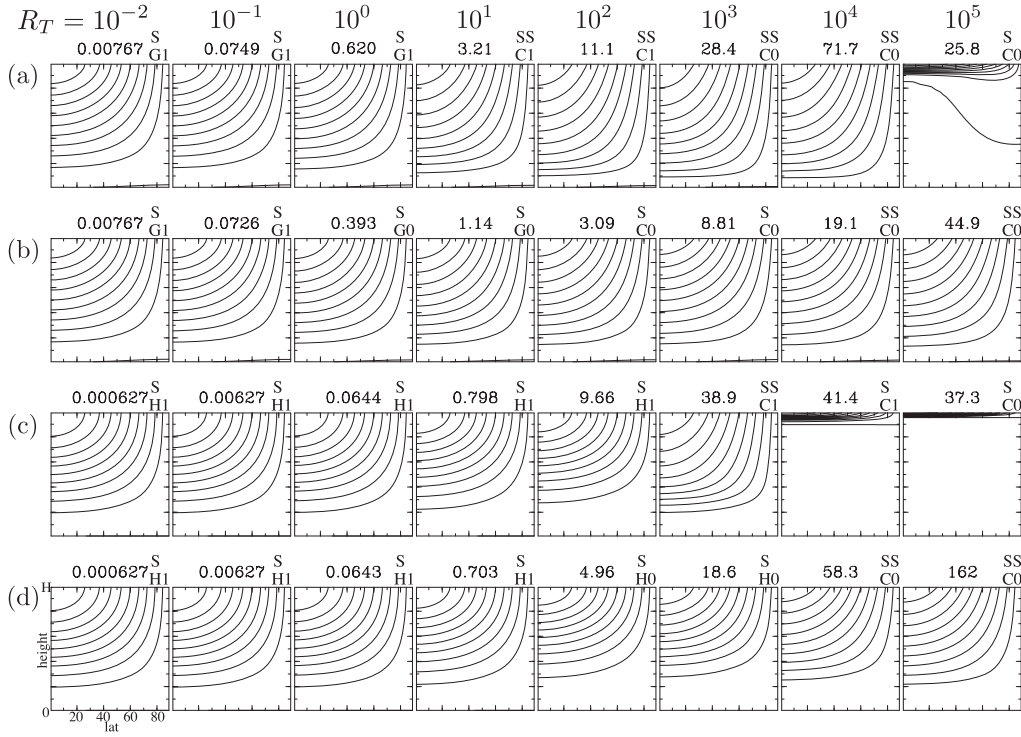 R_T = 10^{-2} 10^{-1} 10^0 10^1 10^2 10^3 10^4 10^5
S S S SS SS SS SS S
0.00767 G1 0.0749 G1 0.620 G1 3.21 C1 11.1 C1 28.4 C0 71.7 C0 25.8 C0
(a)
S S S S S S SS SS
0.00767 G1 0.0726 G1 0.393 G0 1.14 G0 3.09 C0 8.81 C0 19.1 C0 44.9 C0
(b)
S S S S S SS S S
0.000627 H1 0.00627 H1 0.0644 H1 0.798 H1 9.66 H1 38.9 C1 41.4 C1 37.3 C0
(c)
S S S S S S SS SS
0.000627 H1 0.00627 H1 0.0643 H1 0.703 H1 4.96 H0 18.6 H0 58.3 C0 162 C0
(d)
H
height
0
20 40 60 80
lat